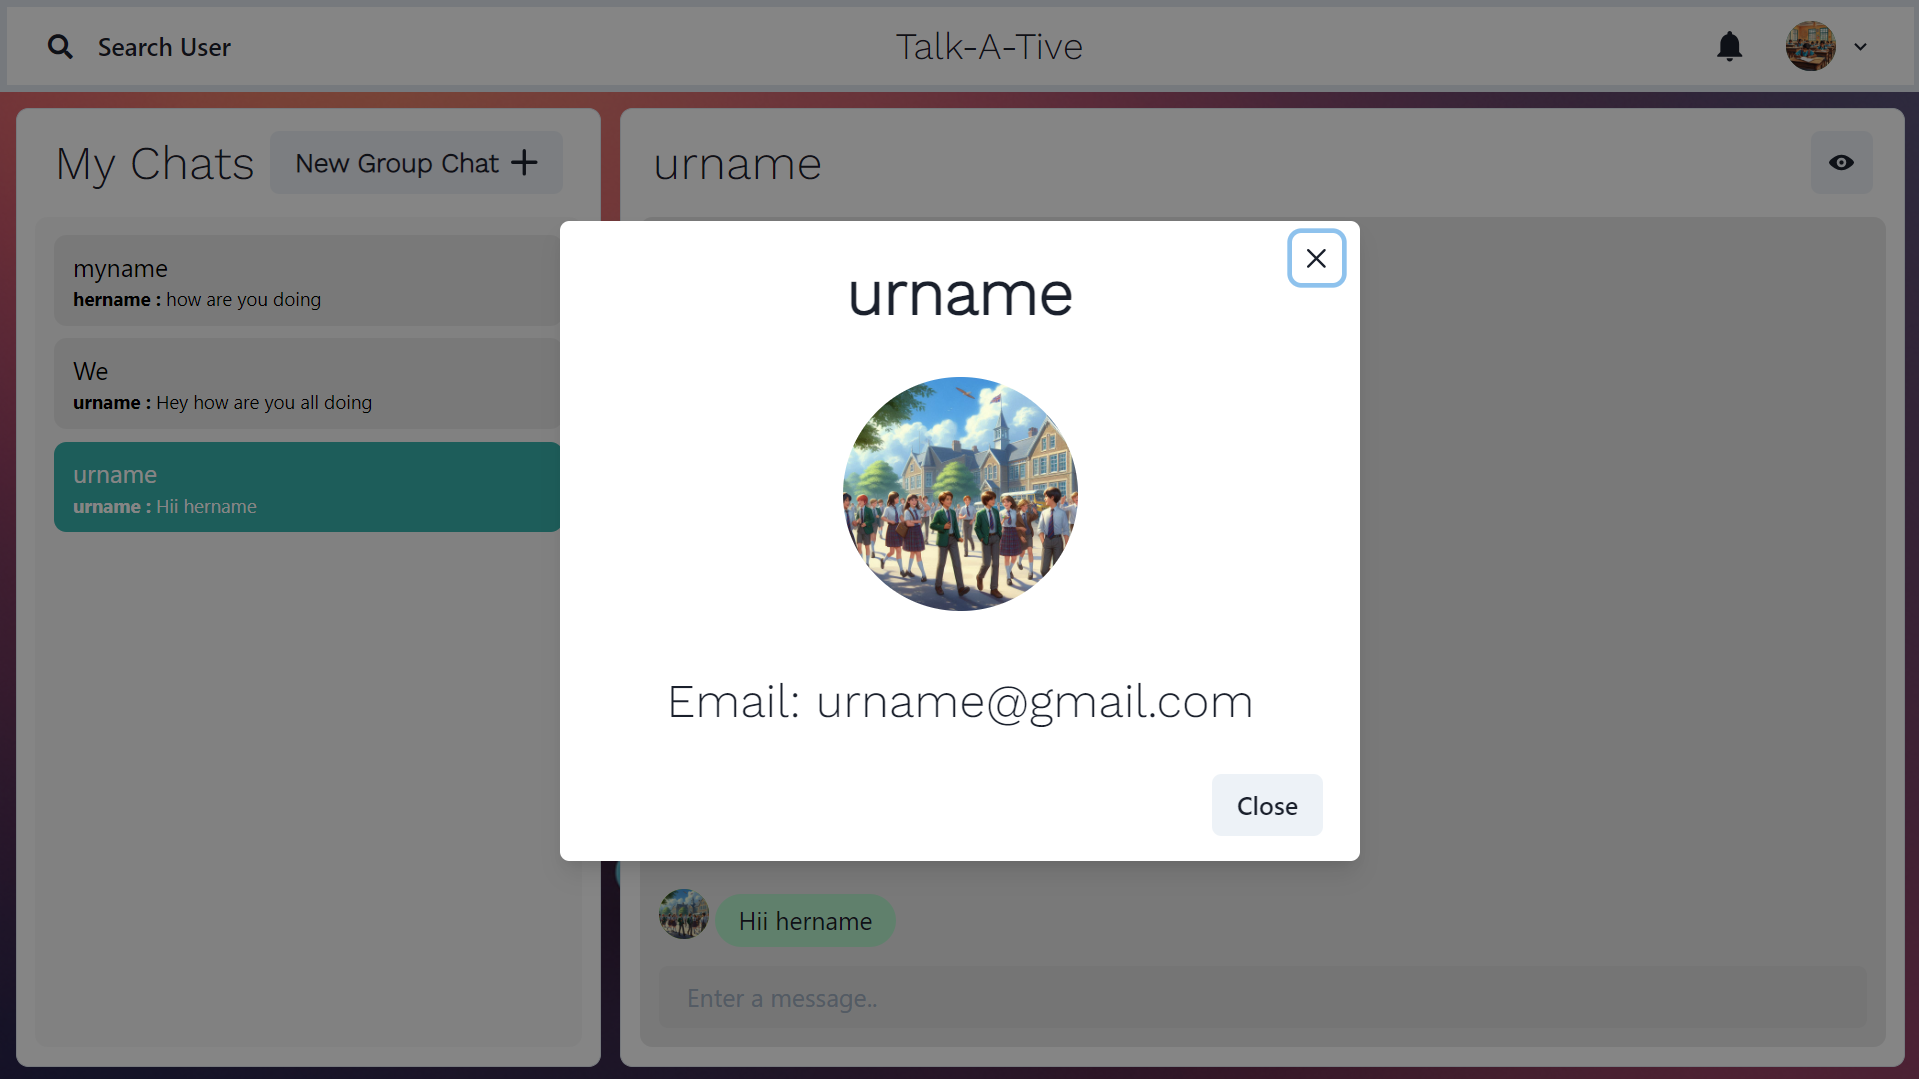 Search User
Talk-A-Tive
My Chats
New Group Chat
urname
myname
hername : how are you doing
We
urname : Hey how are you all doing
urname
urname : Hii hername
urname
Email: urname@gmail.com
Close
Hii hername
Enter a message..